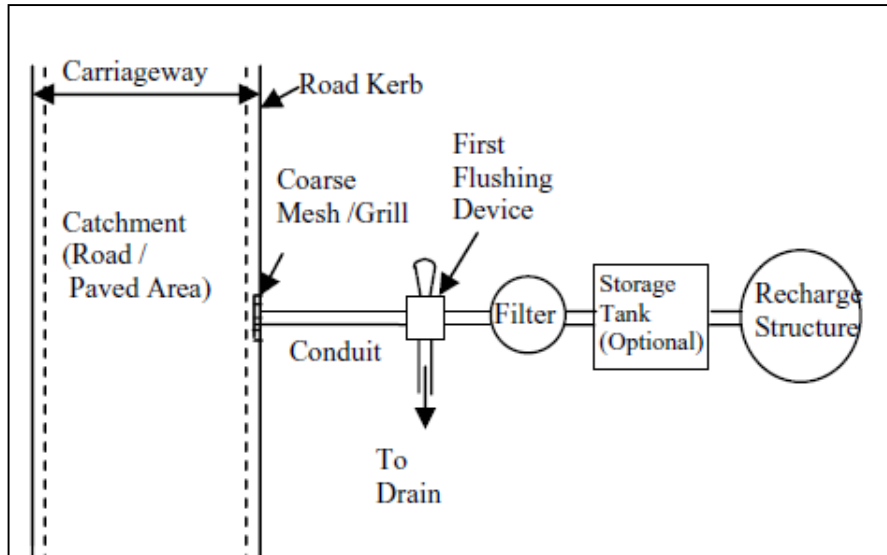 Carriageway
Road Kerb
First
Flushing
Device
Coarse
Mesh /Grill
Catchment
(Road /
Paved Area)
Storage
Tank
(Optional)
Recharge
Structure
Filter
Conduit
To
Drain